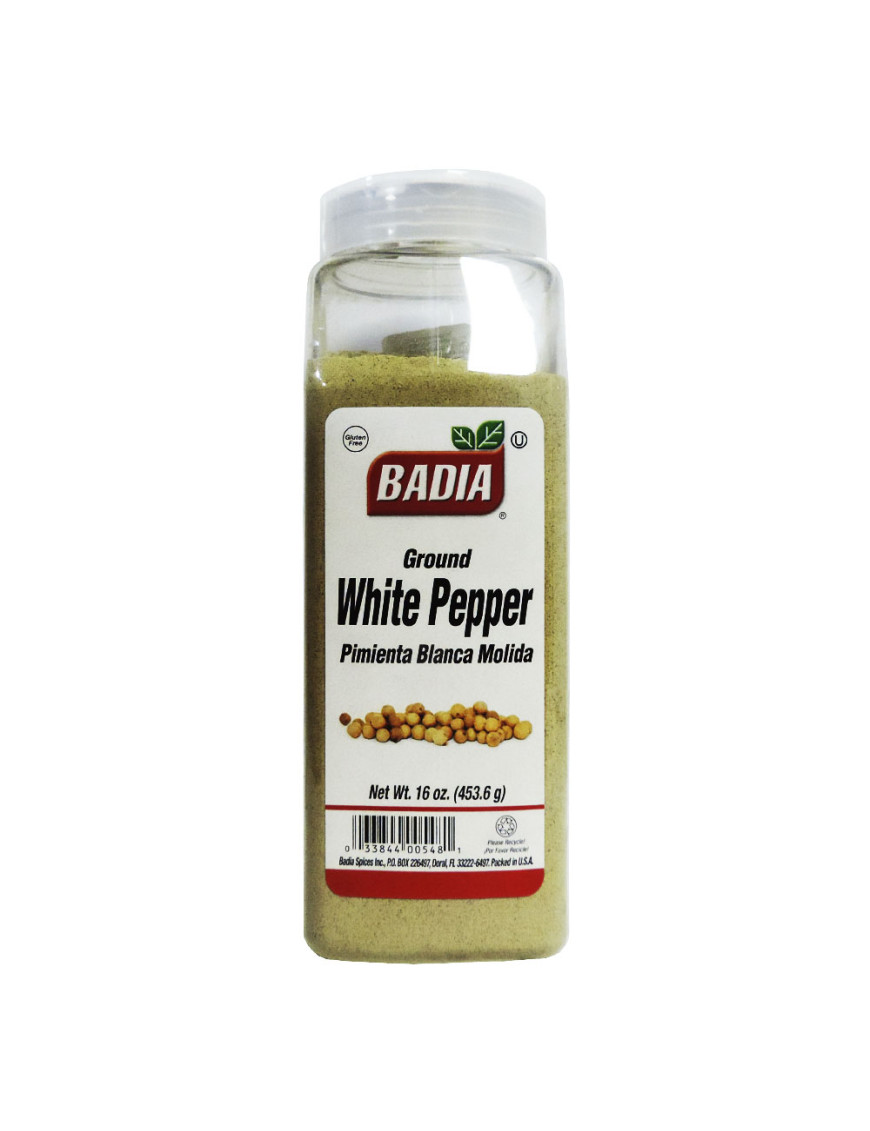 Gluten
Free
U
BADIA
®
Ground
White Pepper
Pimienta Blanca Molida
Net Wt. 16 oz. (453.6 g)
0 33844 00548 1
Please Recycle!
¡Por Favor Recicle!
Badia Spices Inc., P.O. BOX 226497, Doral, FL 33222-6497. Packed in U.S.A.